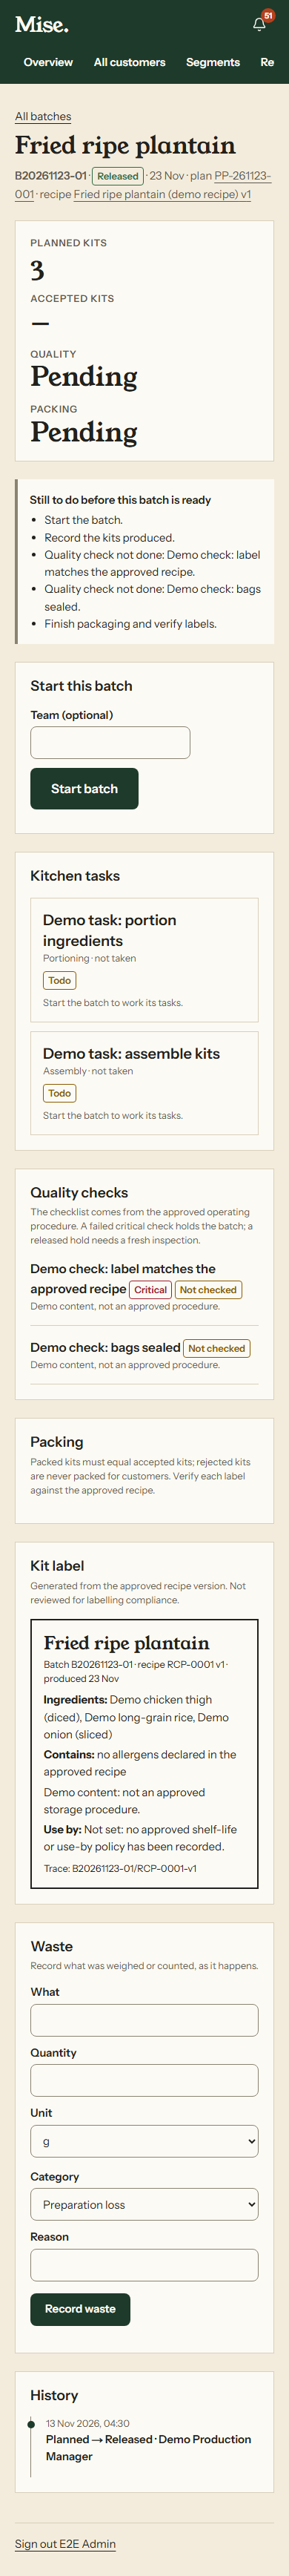 Mise.
51
Overview All customers Segments Re
All batches
Fried ripe plantain
B20261123-01 · Released · 23 Nov · plan PP-261123-
001 · recipe Fried ripe plantain (demo recipe) v1
PLANNED KITS
3
ACCEPTED KITS
—
QUALITY
Pending
PACKING
Pending
Still to do before this batch is ready
• Start the batch.
• Record the kits produced.
• Quality check not done: Demo check: label
matches the approved recipe.
• Quality check not done: Demo check: bags
sealed.
• Finish packaging and verify labels.
Start this batch
Team (optional)
Start batch
Kitchen tasks
Demo task: portion
ingredients
Portioning · not taken
Todo
Start the batch to work its tasks.
Demo task: assemble kits
Assembly · not taken
Todo
Start the batch to work its tasks.
Quality checks
The checklist comes from the approved operating
procedure. A failed critical check holds the batch; a
released hold needs a fresh inspection.
Demo check: label matches the
approved recipe Critical Not checked
Demo content, not an approved procedure.
Demo check: bags sealed Not checked
Demo content, not an approved procedure.
Packing
Packed kits must equal accepted kits; rejected kits
are never packed for customers. Verify each label
against the approved recipe.
Kit label
Generated from the approved recipe version. Not
reviewed for labelling compliance.
Fried ripe plantain
Batch B20261123-01 · recipe RCP-0001 v1 ·
produced 23 Nov
Ingredients: Demo chicken thigh
(diced), Demo long-grain rice, Demo
onion (sliced)
Contains: no allergens declared in the
approved recipe
Demo content: not an approved
storage procedure.
Use by: Not set: no approved shelf-life
or use-by policy has been recorded.
Trace: B20261123-01/RCP-0001-v1
Waste
Record what was weighed or counted, as it happens.
What
Quantity
Unit
g
Category
Preparation loss
Reason
Record waste
History
13 Nov 2026, 04:30
Planned → Released · Demo Production
Manager
Sign out E2E Admin